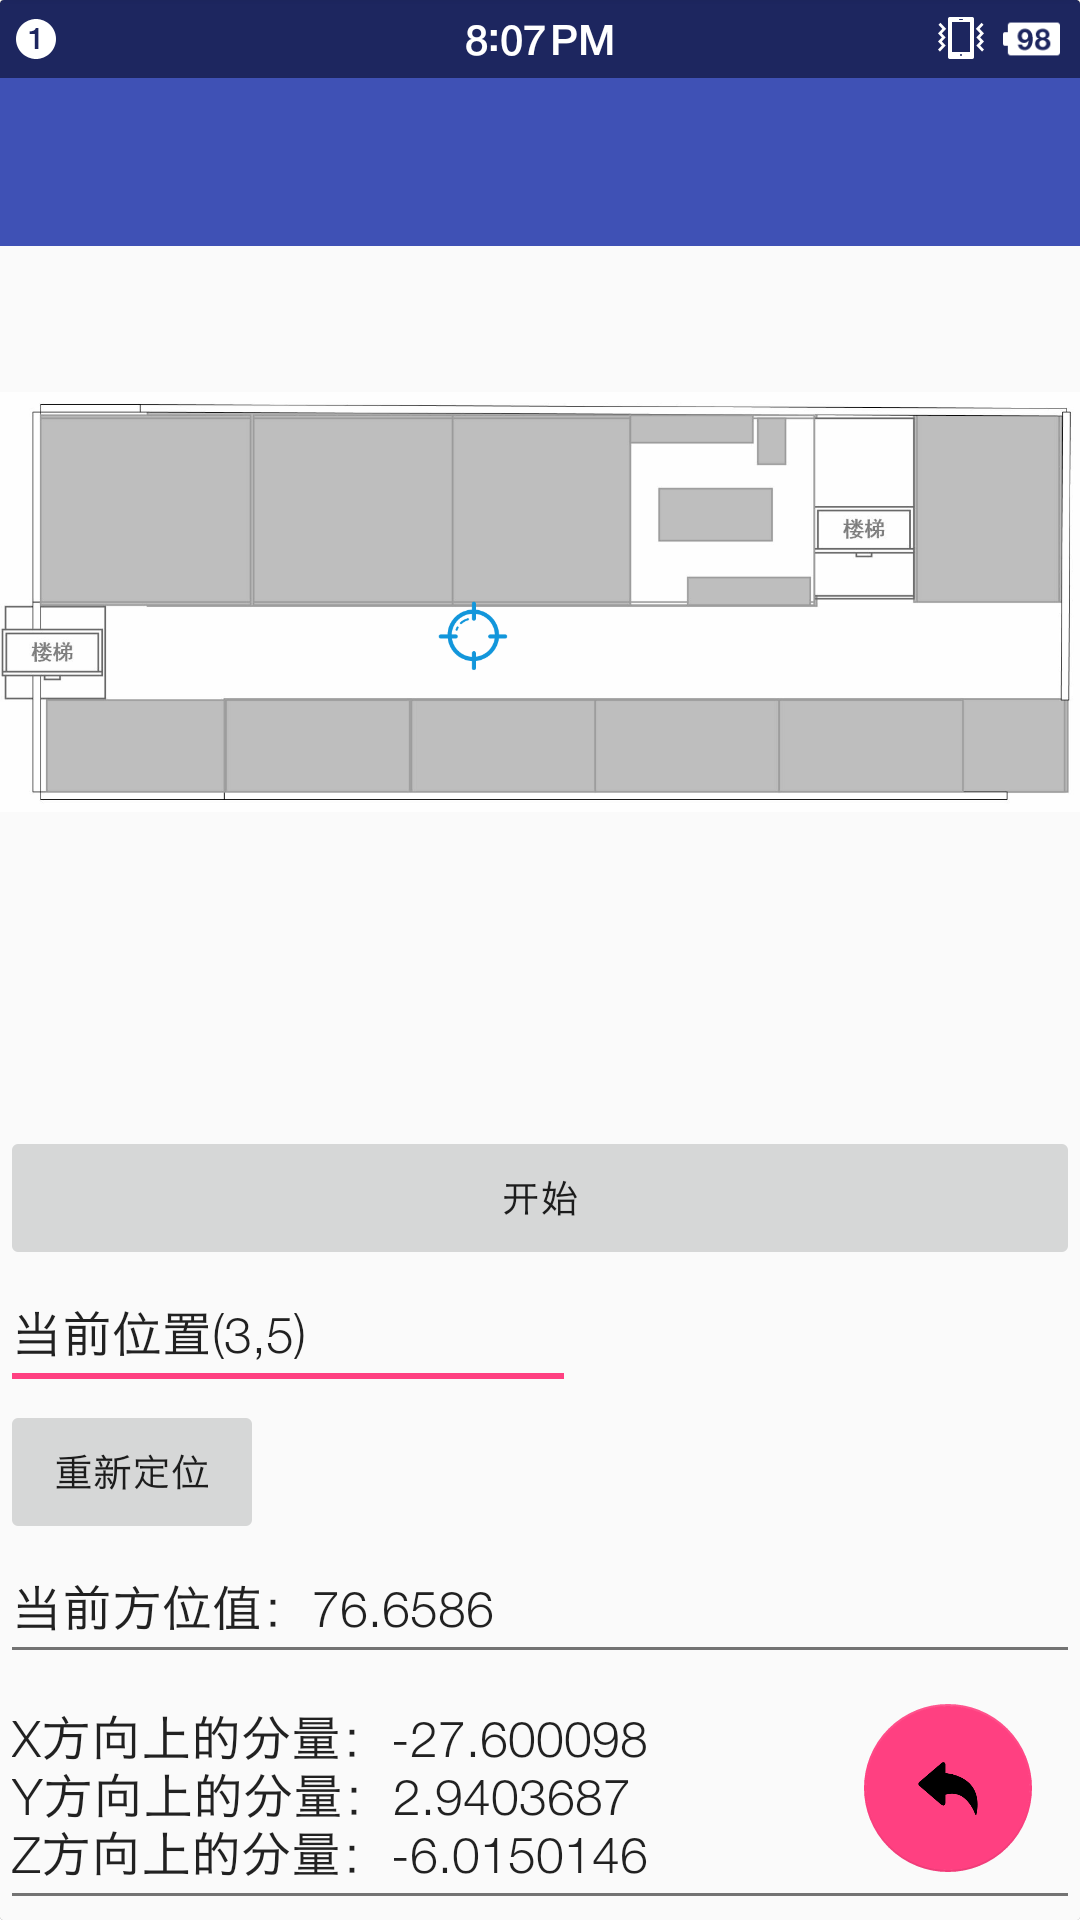 1
8:07 PM
98
楼梯
楼梯
开始
当前位置(3,5)
重新定位
当前方位值：76.6586
X方向上的分量：-27.600098
Y方向上的分量：2.9403687
Z方向上的分量：-6.0150146